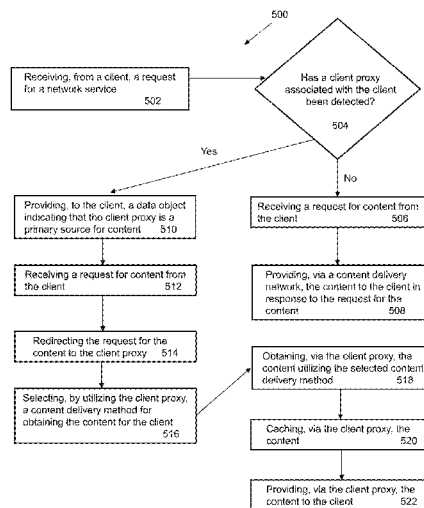 500
Receiving, from a client, a request
for a network service
502
Has a client proxy
associated with the client
been detected?
504
Yes
No
Providing, to the client, a data object
indicating that the client proxy is a
primary source for content 510
Receiving a request for content from
the client 506
Receiving a request for content from
the client 512
Providing, via a content delivery
network, the content to the client in
response to the request for the
content 508
Redirecting the request for the
content to the client proxy 514
Selecting, by utilizing the client proxy,
a content delivery method for
obtaining the content for the client
516
Obtaining, via the client proxy, the
content utilizing the selected content
delivery method 518
Caching, via the client proxy, the
content 520
Providing, via the client proxy, the
content to the client 522